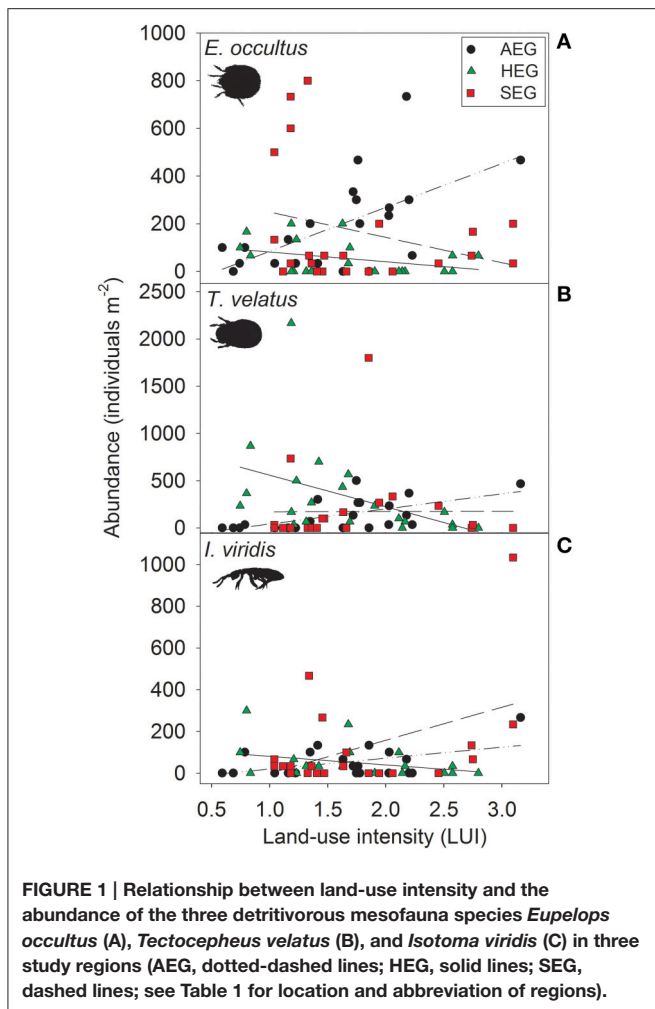 E. occultus
A
AEG
HEG
SEG
1000
800
600
400
200
0
T. velatus
B
2500
2000
1500
1000
500
0
Abundance (individuals m-2)
I. viridis
C
1000
800
600
400
200
0
0.5 1.0 1.5 2.0 2.5 3.0
Land-use intensity (LUI)
FIGURE 1 | Relationship between land-use intensity and the
abundance of the three detritivorous mesofauna species Eupelops
occultus (A), Tectocepheus velatus (B), and Isotoma viridis (C) in three
study regions (AEG, dotted-dashed lines; HEG, solid lines; SEG,
dashed lines; see Table 1 for location and abbreviation of regions).